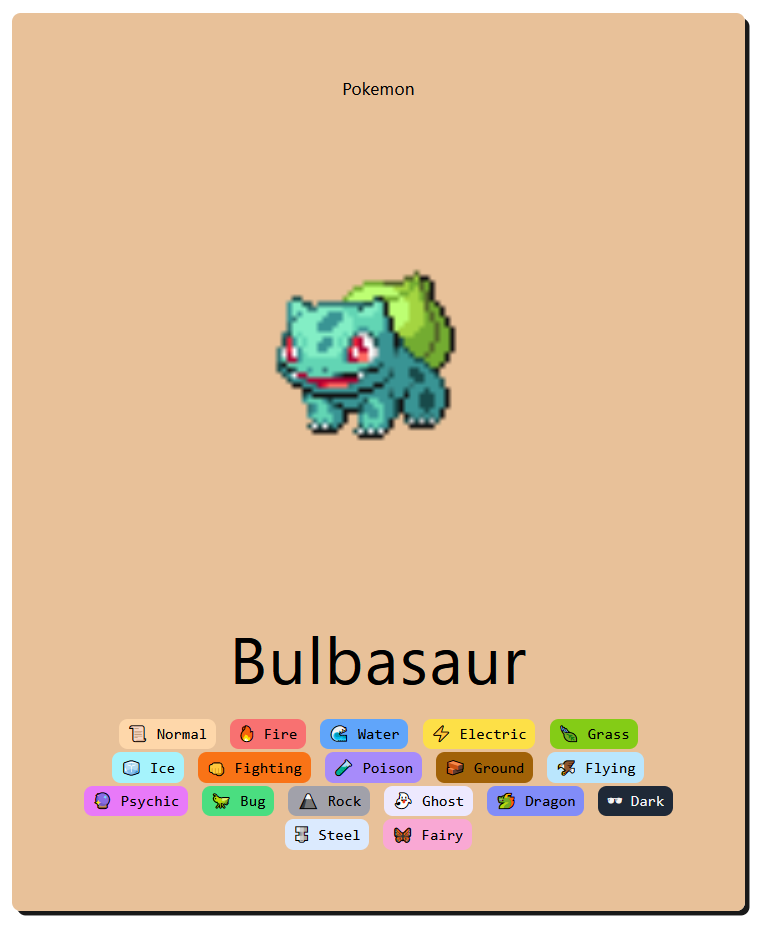 Pokemon
Bulbasaur
Normal Fire Water Electric Grass
Ice Fighting Poison Ground Flying
Psychic Bug Rock Ghost Dragon Dark
Steel Fairy